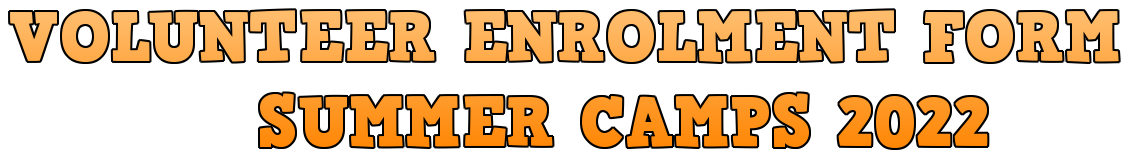 VOLUNTEER ENROLMENT FORM
SUMMER CAMPS 2022